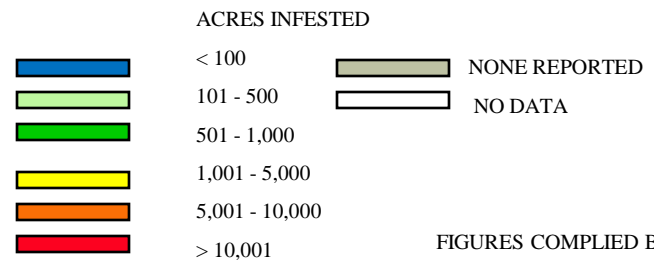 ACRES INFESTED
< 100
NONE REPORTED
101 - 500
NO DATA
501 - 1,000
1,001 - 5,000
5,001 - 10,000
> 10,001
FIGURES COMPLIED